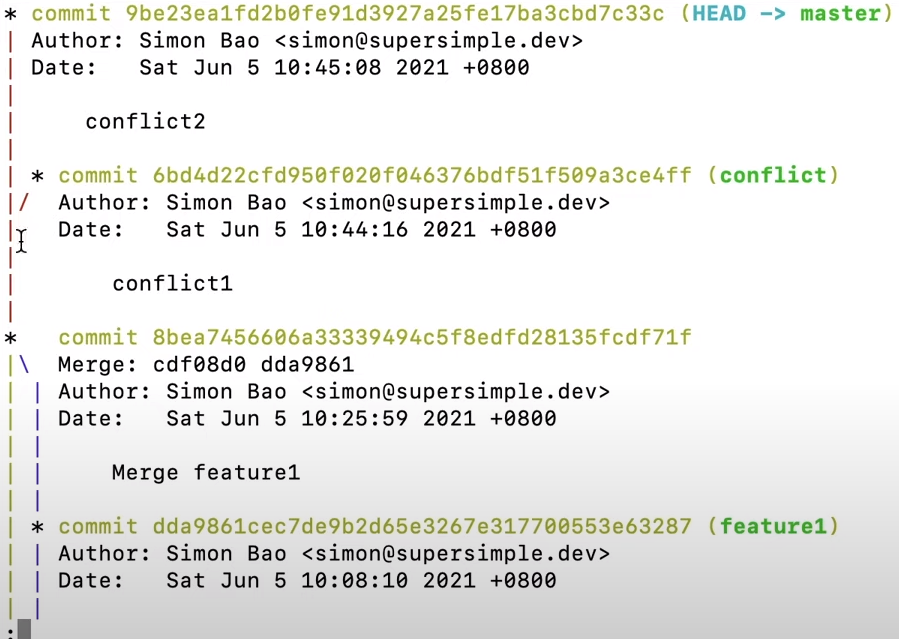 * commit 9be23ea1fd2b0fe91d3927a25fe17ba3cbd7c33c (HEAD -> master)
| Author: Simon Bao <simon@supersimple.dev>
| Date:   Sat Jun 5 10:45:08 2021 +0800
|
|     conflict2
|
| * commit 6bd4d22cfd950f020f046376bdf51f509a3ce4ff (conflict)
|/  Author: Simon Bao <simon@supersimple.dev>
|   Date:   Sat Jun 5 10:44:16 2021 +0800
|
|       conflict1
|
*   commit 8bea7456606a33339494c5f8edfd28135fcdf71f
|\  Merge: cdf08d0 dda9861
| | Author: Simon Bao <simon@supersimple.dev>
| | Date:   Sat Jun 5 10:25:59 2021 +0800
| |
| |     Merge feature1
| |
| * commit dda9861cec7de9b2d65e3267e317700553e63287 (feature1)
| | Author: Simon Bao <simon@supersimple.dev>
| | Date:   Sat Jun 5 10:08:10 2021 +0800
| |
: